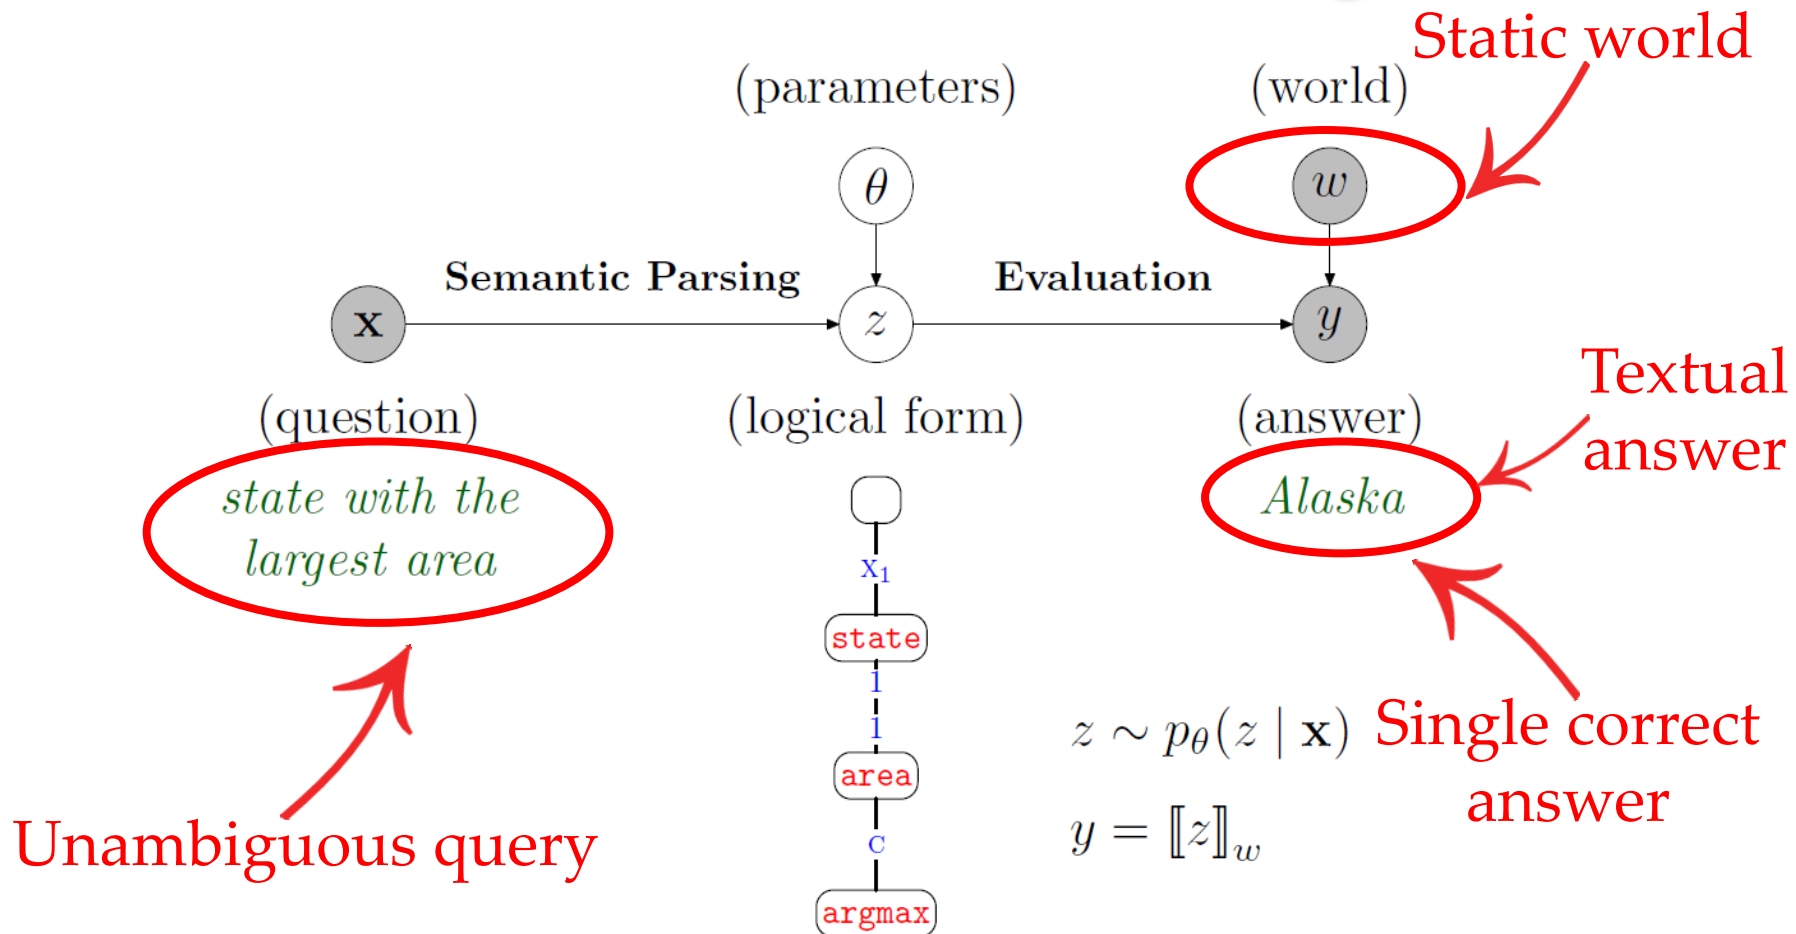 Static world
(parameters)
(world)
θ
w
Semantic Parsing
Evaluation
x
z
y
(question)
(logical form)
(answer)
Textual
answer
state with the
largest area
Alaska
x₁
state
1
1
area
c
argmax
z ∼ pθ(z | x)
y = ⟦z⟧w
Single correct
answer
Unambiguous query